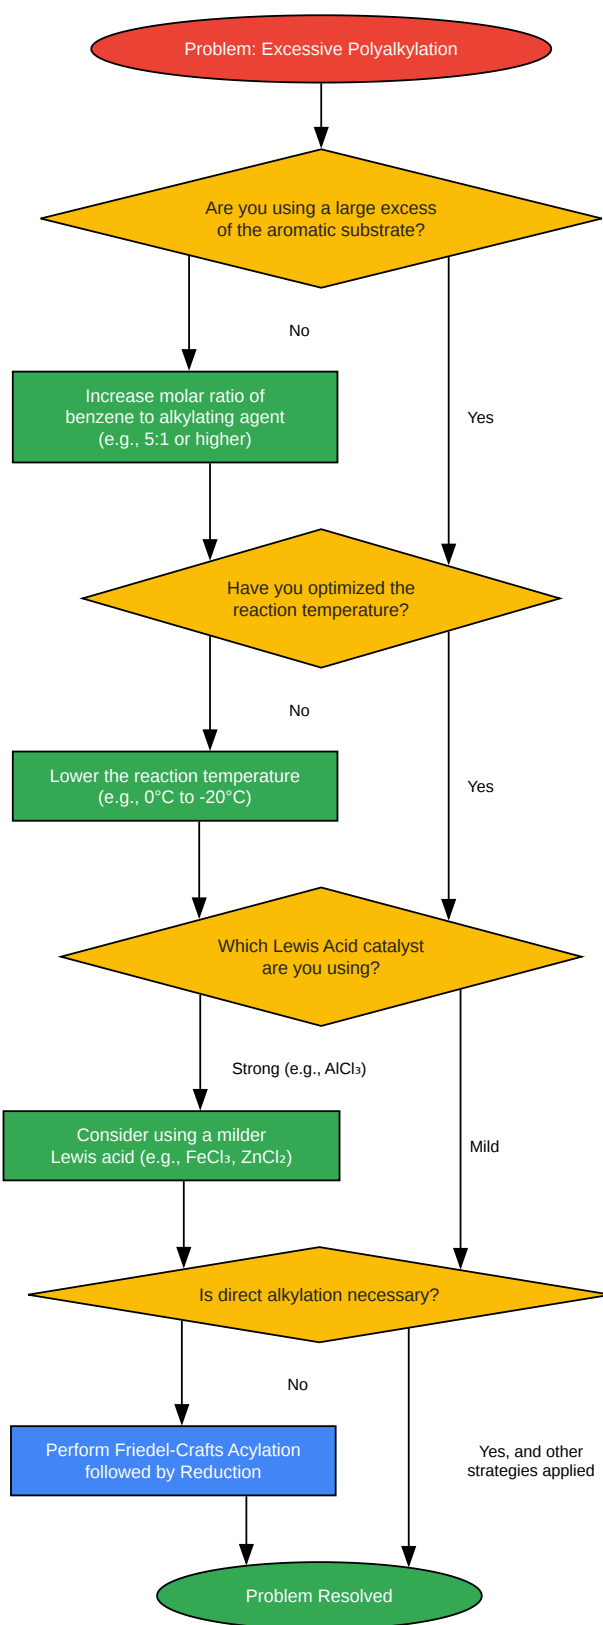 Problem: Excessive Polyalkylation
Are you using a large excess
of the aromatic substrate?
No
Increase molar ratio of
benzene to alkylating agent
(e.g., 5:1 or higher)
Yes
Have you optimized the
reaction temperature?
No
Lower the reaction temperature
(e.g., 0°C to -20°C)
Yes
Which Lewis Acid catalyst
are you using?
Strong (e.g., AlCl₃)
Consider using a milder
Lewis acid (e.g., FeCl₃, ZnCl₂)
Mild
Is direct alkylation necessary?
No
Perform Friedel-Crafts Acylation
followed by Reduction
Yes, and other
strategies applied
Problem Resolved